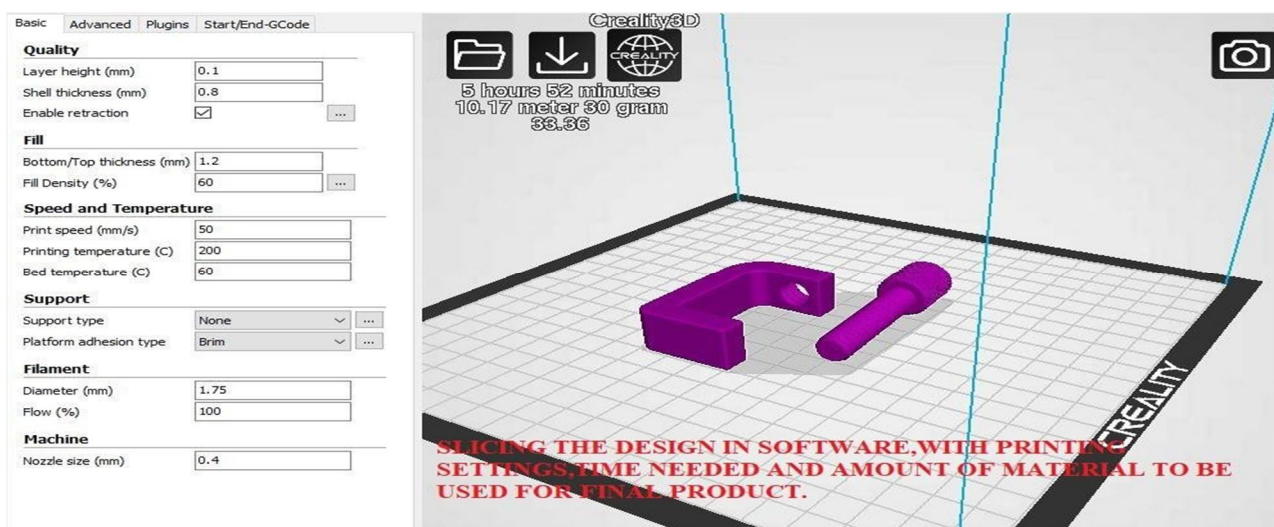 Basic Advanced Plugins Start/End-GCode
Quality
Layer height (mm) 0.1
Shell thickness (mm) 0.8
Enable retraction ...
Fill
Bottom/Top thickness (mm) 1.2
Fill Density (%) 60 ...
Speed and Temperature
Print speed (mm/s) 50
Printing temperature (C) 200
Bed temperature (C) 60
Support
Support type None ...
Platform adhesion type Brim ...
Filament
Diameter (mm) 1.75
Flow (%) 100
Machine
Nozzle size (mm) 0.4
Creality3D
CREALITY
5 hours 52 minutes
10.17 meter 30 gram
33.36
CREALITY
SLICING THE DESIGN IN SOFTWARE,WITH PRINTING
SETTINGS,TIME NEEDED AND AMOUNT OF MATERIAL TO BE
USED FOR FINAL PRODUCT.